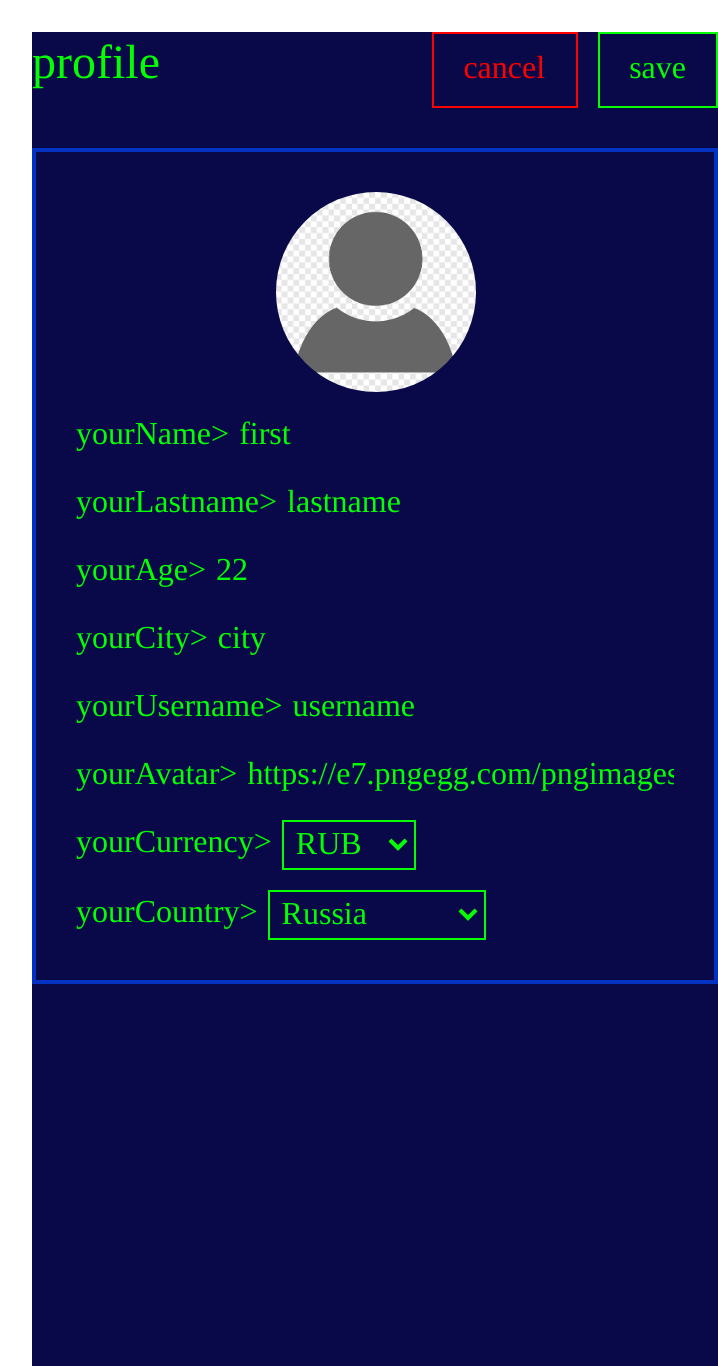 profile cancel save
yourName> first
yourLastname> lastname
yourAge> 22
yourCity> city
yourUsername> username
yourAvatar> https://e7.pngegg.com/pngimages
yourCurrency> RUB
yourCountry> Russia